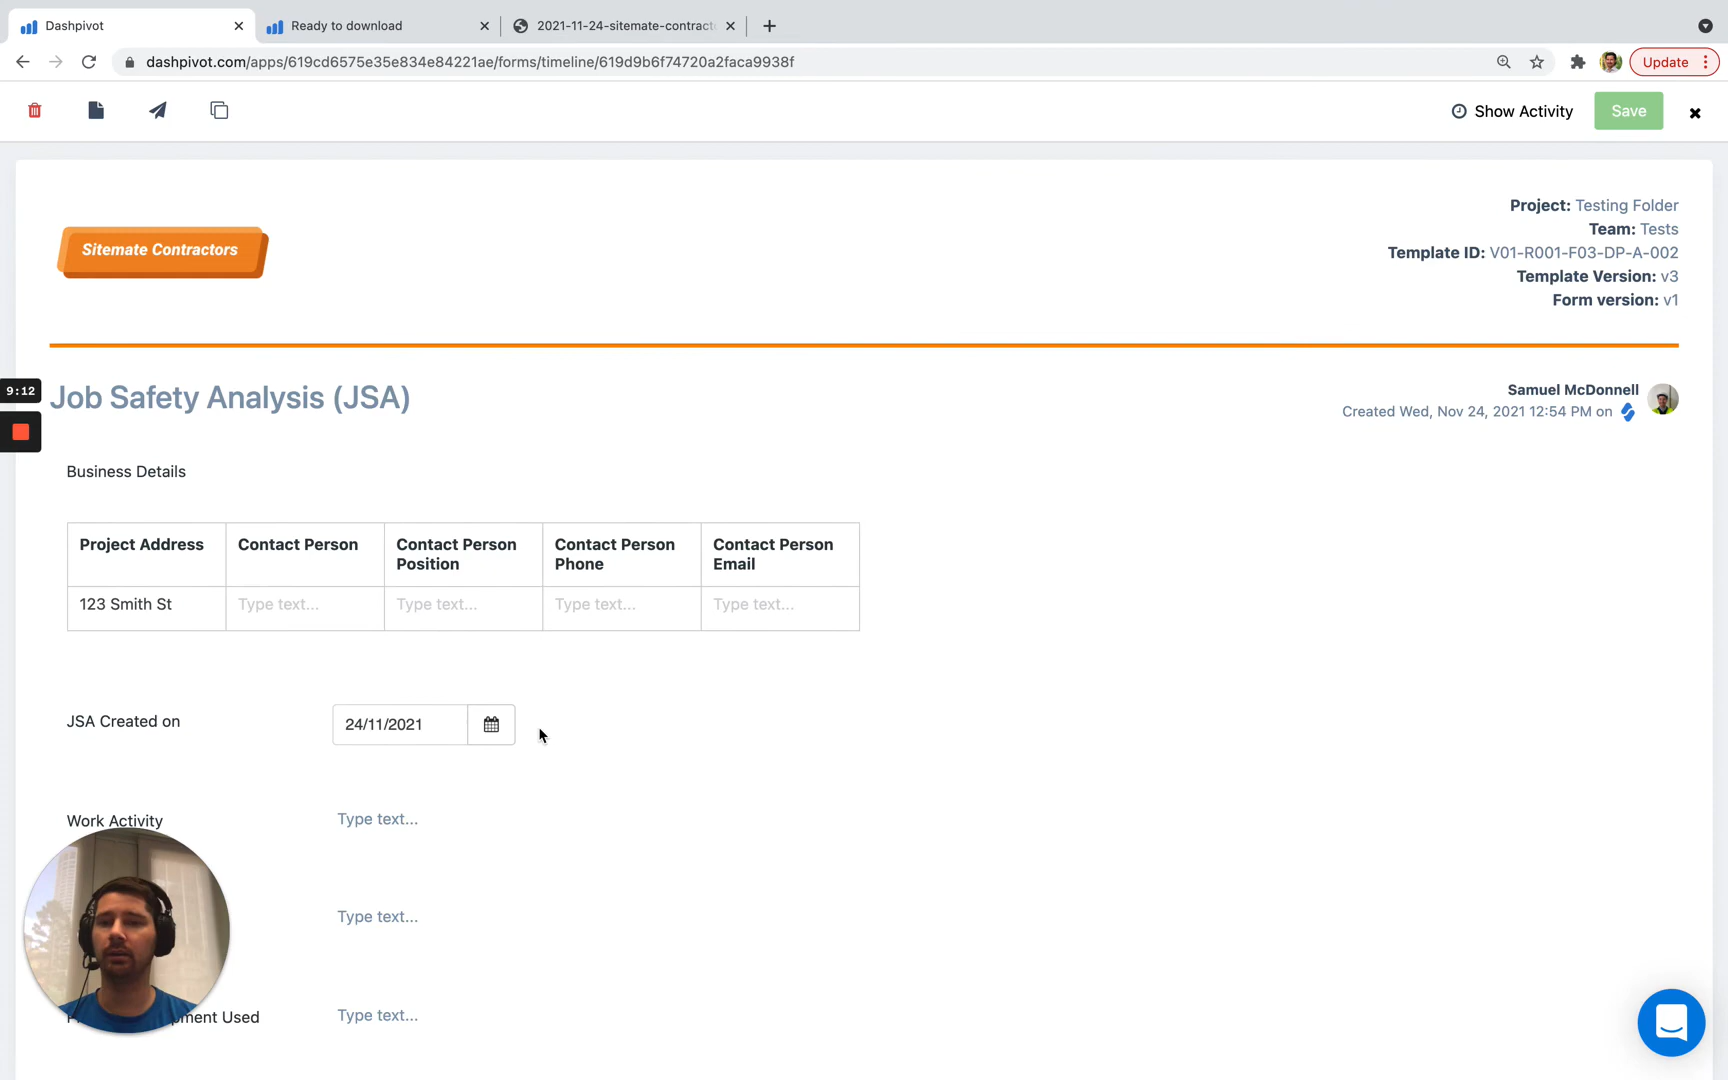 Dashpivot
Ready to download
2021-11-24-sitemate-contract
dashpivot.com/apps/619cd6575e35e834e84221ae/forms/timeline/619d9b6f74720a2faca9938f
Update
Show Activity
Save
Sitemate Contractors
Project: Testing Folder
Team: Tests
Template ID: V01-R001-F03-DP-A-002
Template Version: v3
Form version: v1
9:12
Job Safety Analysis (JSA)
Samuel McDonnell
Created Wed, Nov 24, 2021 12:54 PM on
Business Details
Project Address
Contact Person
Contact Person
Position
Contact Person
Phone
Contact Person
Email
123 Smith St
Type text...
Type text...
Type text...
Type text...
JSA Created on
24/11/2021
Work Activity
Type text...
Type text...
Used
Type text...